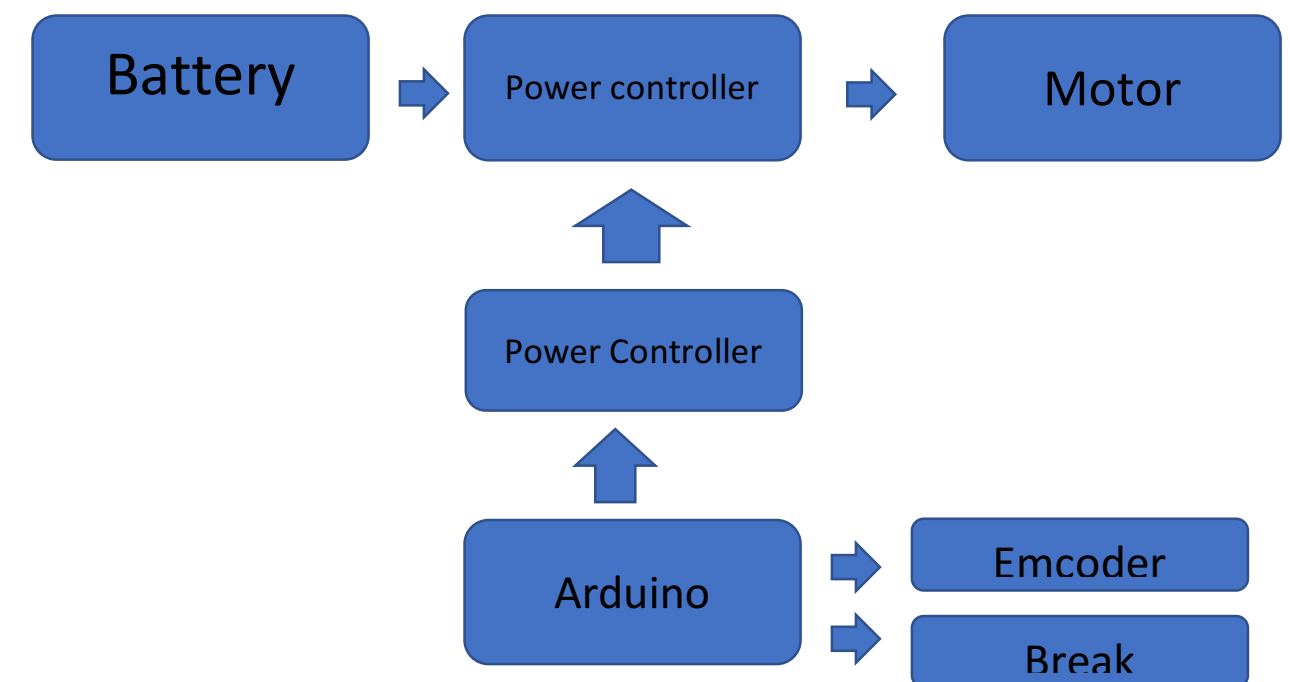 Battery
Power controller
Motor
Power Controller
Arduino
Emcoder
Break